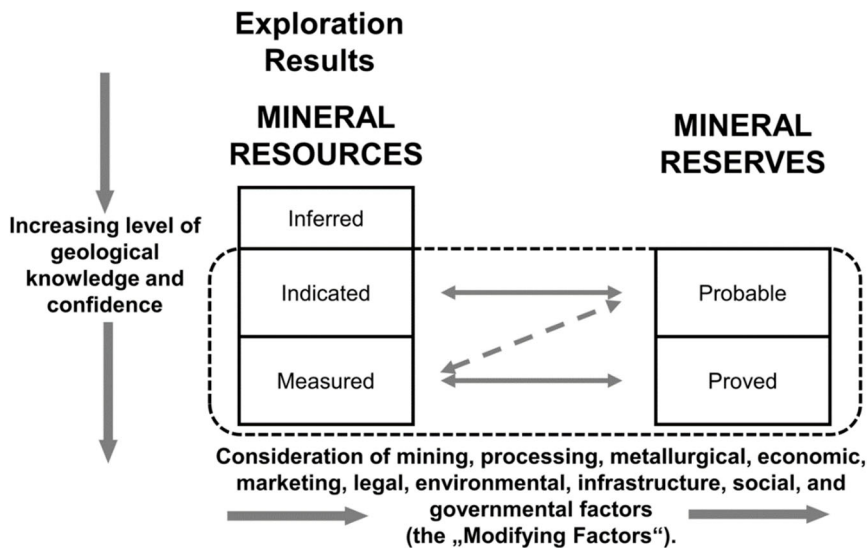 Exploration
Results
MINERAL
RESOURCES
MINERAL
RESERVES
Increasing level of
geological
knowledge and
confidence
Inferred
Indicated
Measured
Probable
Proved
Consideration of mining, processing, metallurgical, economic,
marketing, legal, environmental, infrastructure, social, and
governmental factors
(the „Modifying Factors“).